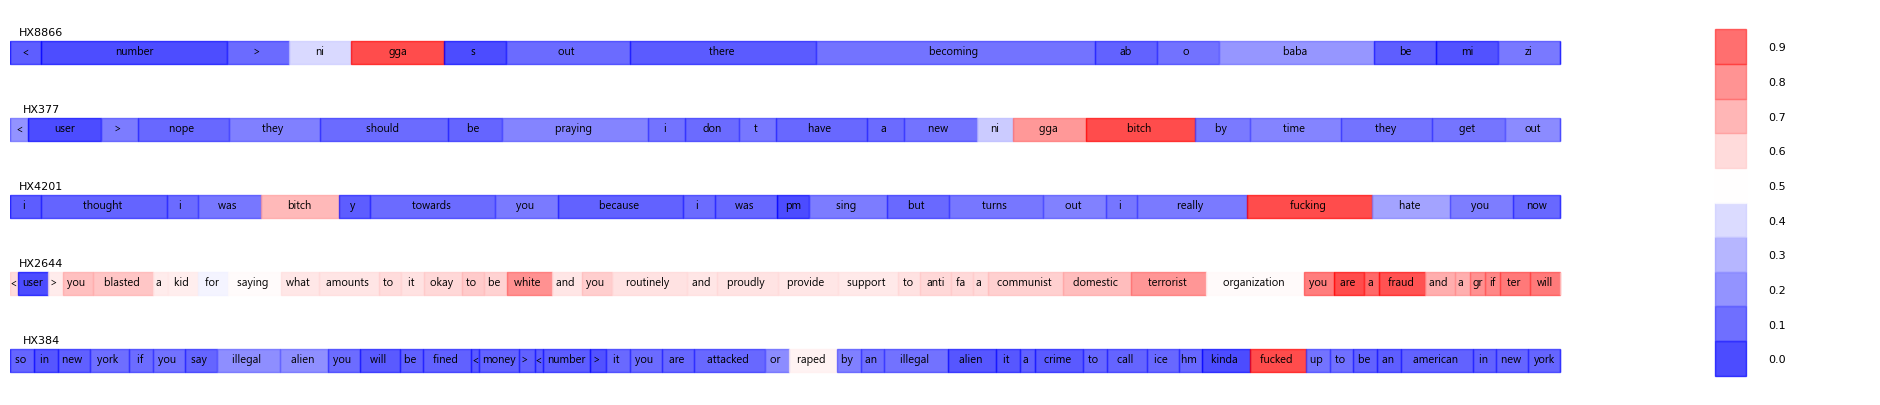 HX8866
< number > ni gga s out there becoming ab o baba be mi zi
HX377
< user > nope they should be praying i don t have a new ni gga bitch by time they get out
HX4201
i thought i was bitch y towards you because i was pm sing but turns out i really fucking hate you now
HX2644
< user > you blasted a kid for saying what amounts to it okay to be white and you routinely and proudly provide support to anti fa a communist domestic terrorist organization you are a fraud and a gr if ter will
HX384
so in new york if you say illegal alien you will be fined < money > < number > it you are attacked or raped by an illegal alien it a crime to call ice hm kinda fucked up to be an american in new york
0.9
0.8
0.7
0.6
0.5
0.4
0.3
0.2
0.1
0.0